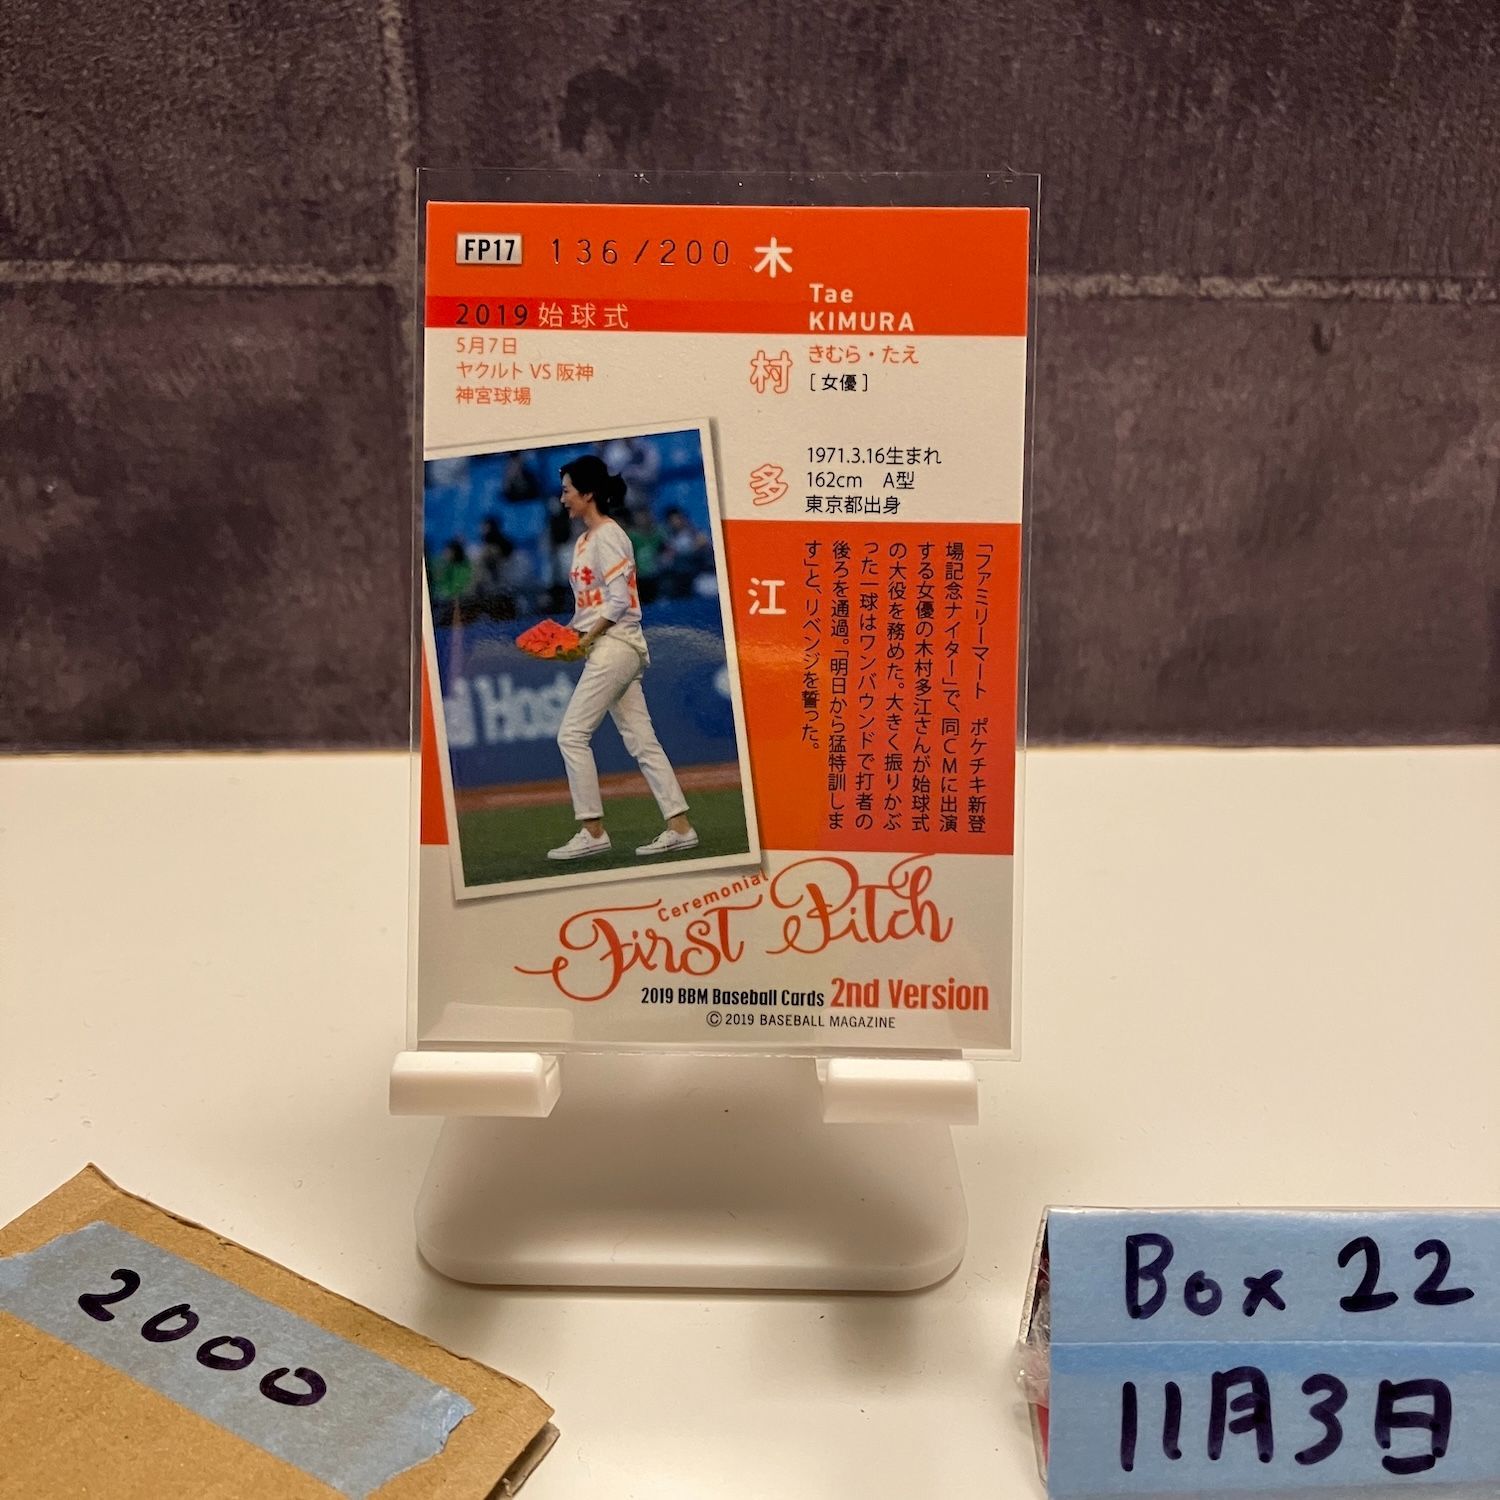 FP17 136/200
2019 始球式
5月7日
ヤクルト VS 阪神
神宮球場
木村多江
Tae
KIMURA
きむら・たえ
[女優]
1971.3.16生まれ
162cm A型
東京都出身
「ファミリーマート ポケチキ新登
場記念ナイター」で、同CMに出演
する女優の木村多江さんが始球式
の大役を務めた。大きく振りかぶ
った一球はワンバウンドで打者の
後ろを通過。「明日から猛特訓しま
す」と、リベンジを誓った。
Ceremonial
First Pitch
2019 BBM Baseball Cards 2nd Version
© 2019 BASEBALL MAGAZINE
2000
Box 22
11月3日